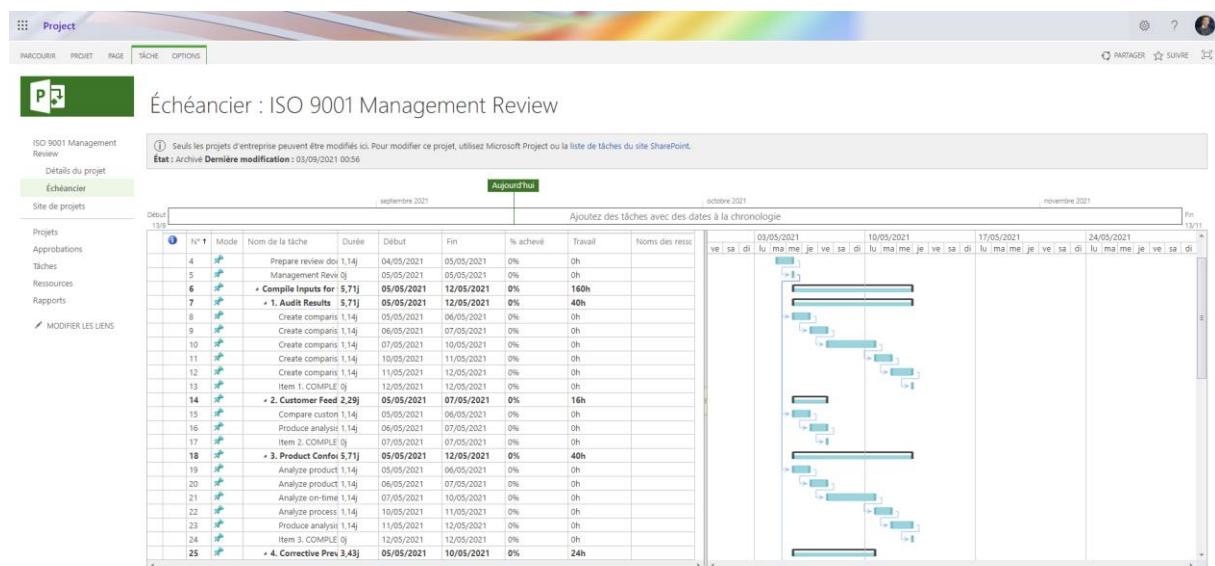 Project
?
PARCOURIR PROJET PAGE TÂCHE OPTIONS PARTAGER SUIVRE
P
Échéancier : ISO 9001 Management Review
ISO 9001 Management
Review
Détails du projet
Échéancier
Site de projets
Projets
Approbations
Tâches
Ressources
Rapports
MODIFIER LES LIENS
Seuls les projets d'entreprise peuvent être modifiés ici. Pour modifier ce projet, utilisez Microsoft Project ou la liste de tâches du site SharePoint.
État : Archivé Dernière modification : 03/09/2021 00:56
Aujourd'hui
septembre 2021 octobre 2021 novembre 2021
Début Ajoutez des tâches avec des dates à la chronologie Fin
13/9 13/11
N° Mode Nom de la tâche Durée Début Fin % achevé Travail Noms des ressc
03/05/2021 10/05/2021 17/05/2021 24/05/2021
ve sa di lu ma me je ve sa di lu ma me je ve sa di lu ma me je ve sa di lu ma me je ve sa di
4 Prepare review do 1,14j 04/05/2021 05/05/2021 0% 0h
5 Management Revi 0j 05/05/2021 05/05/2021 0% 0h
6 Compile Inputs for 5,71j 05/05/2021 12/05/2021 0% 160h
7 1. Audit Results 5,71j 05/05/2021 12/05/2021 0% 40h
8 Create comparis 1,14j 05/05/2021 06/05/2021 0% 0h
9 Create comparis 1,14j 06/05/2021 07/05/2021 0% 0h
10 Create comparis 1,14j 07/05/2021 10/05/2021 0% 0h
11 Create comparis 1,14j 10/05/2021 11/05/2021 0% 0h
12 Create comparis 1,14j 11/05/2021 12/05/2021 0% 0h
13 Item 1. COMPLE 0j 12/05/2021 12/05/2021 0% 0h
14 2. Customer Feed 2,29j 05/05/2021 07/05/2021 0% 16h
15 Compare custon 1,14j 05/05/2021 06/05/2021 0% 0h
16 Produce analysis 1,14j 06/05/2021 07/05/2021 0% 0h
17 Item 2. COMPLE 0j 07/05/2021 07/05/2021 0% 0h
18 3. Product Confor 5,71j 05/05/2021 12/05/2021 0% 40h
19 Analyze product 1,14j 05/05/2021 06/05/2021 0% 0h
20 Analyze product 1,14j 06/05/2021 07/05/2021 0% 0h
21 Analyze on-time 1,14j 07/05/2021 10/05/2021 0% 0h
22 Analyze process 1,14j 10/05/2021 11/05/2021 0% 0h
23 Produce analysis 1,14j 11/05/2021 12/05/2021 0% 0h
24 Item 3. COMPLE 0j 12/05/2021 12/05/2021 0% 0h
25 4. Corrective Prev 3,43j 05/05/2021 10/05/2021 0% 24h